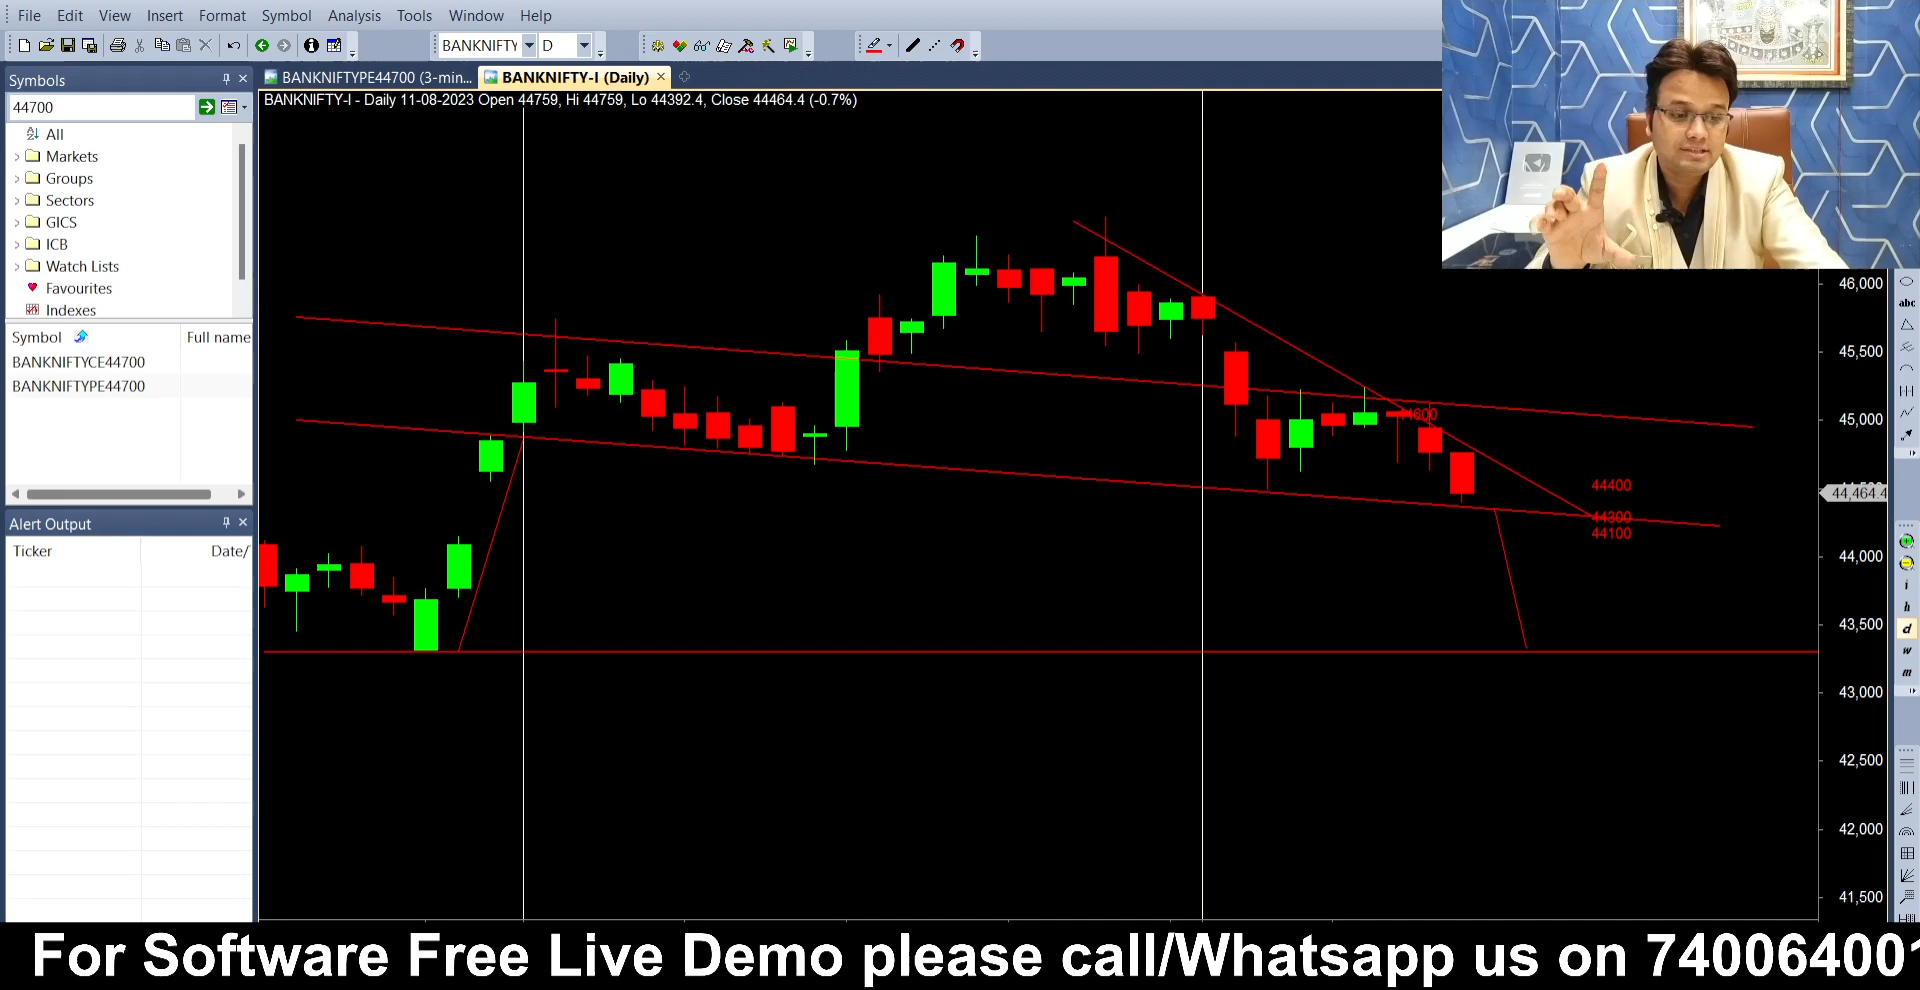 File Edit View Insert Format Symbol Analysis Tools Window Help
BANKNIFTY D
Symbols
BANKNIFTYPE44700 (3-min...
BANKNIFTY-I (Daily)
44700
BANKNIFTY-I - Daily 11-08-2023 Open 44759, Hi 44759, Lo 44392.4, Close 44464.4 (-0.7%)
All
Markets
Groups
Sectors
GICS
ICB
Watch Lists
Favourites
Indexes
Symbol Full name
BANKNIFTYCE44700
BANKNIFTYPE44700
Alert Output
Ticker Date/
46,000
45,500
45,000
44,464.4
44,000
43,500
43,000
42,500
42,000
41,500
44400
44300
44100
abc
i
h
d
w
m
For Software Free Live Demo please call/Whatsapp us on 740064001